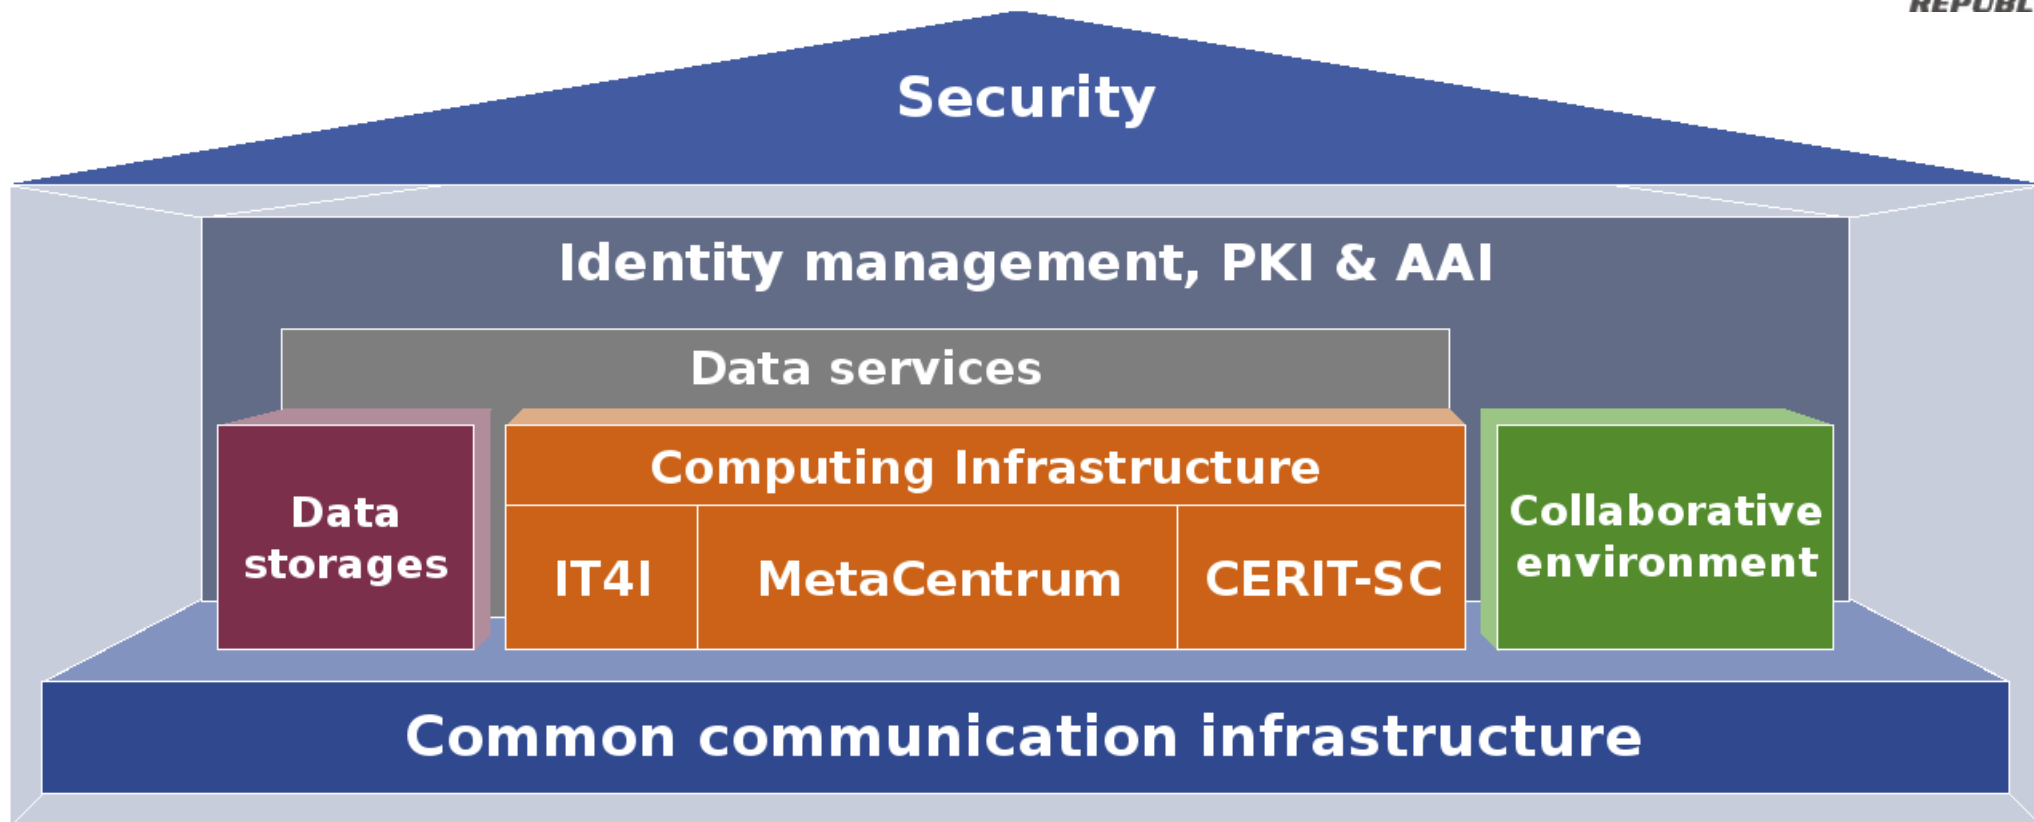 Security
Identity management, PKI & AAI
Data services
Computing Infrastructure
Data
storages
IT4I
MetaCentrum
CERIT-SC
Collaborative
environment
Common communication infrastructure